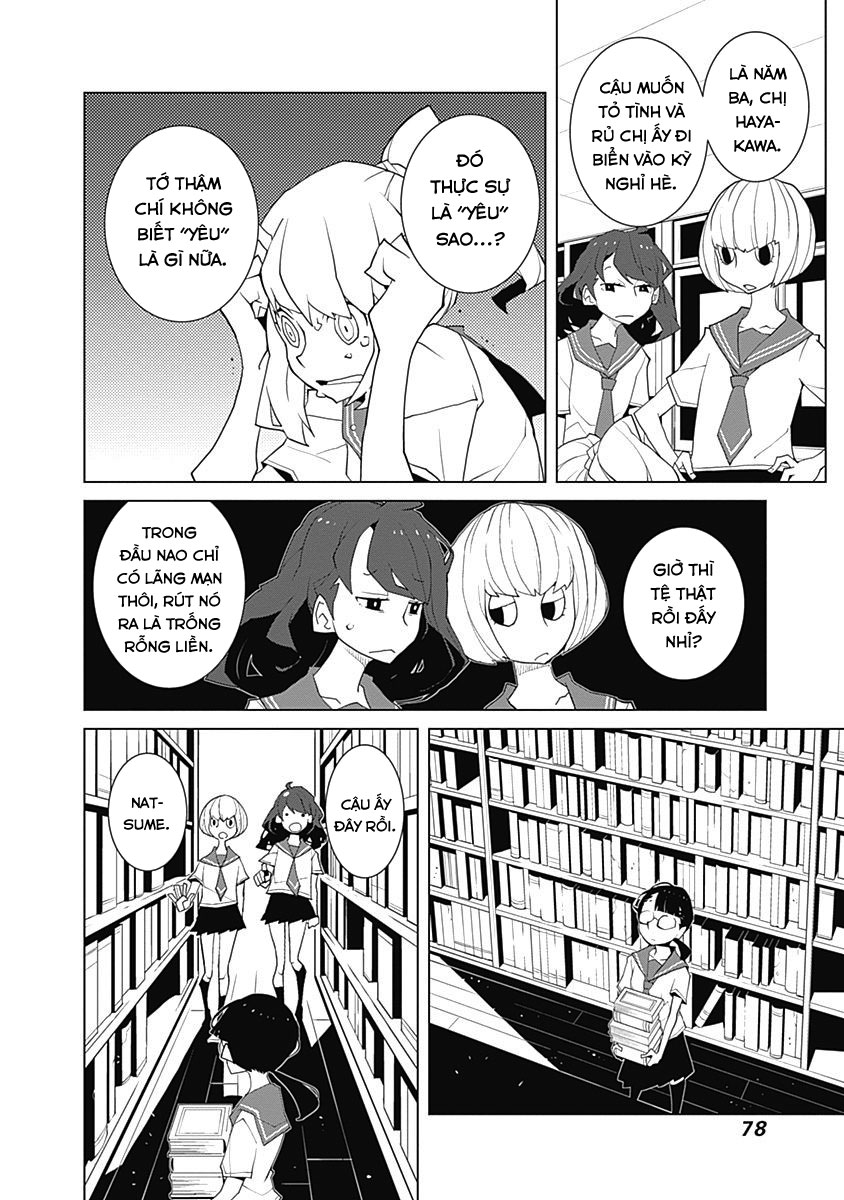 LÀ NĂM
BA, CHỊ
HAYA-
KAWA.
CẬU MUỐN
TỎ TÌNH VÀ
RỦ CHỊ ẤY ĐI
BIỂN VÀO KỲ
NGHỈ HÈ.
ĐÓ
THỰC SỰ
LÀ "YÊU"
SAO...?
TỚ THẬM
CHÍ KHÔNG
BIẾT "YÊU"
LÀ GÌ NỮA.
GIỜ THÌ
TỆ THẬT
RỒI ĐẤY
NHỈ?
TRONG
ĐẦU NAO CHỈ
CÓ LÃNG MẠN
THÔI, RÚT NÓ
RA LÀ TRỐNG
RỖNG LIỀN.
CẬU ẤY
ĐÂY RỒI.
NAT-
SUME.
78